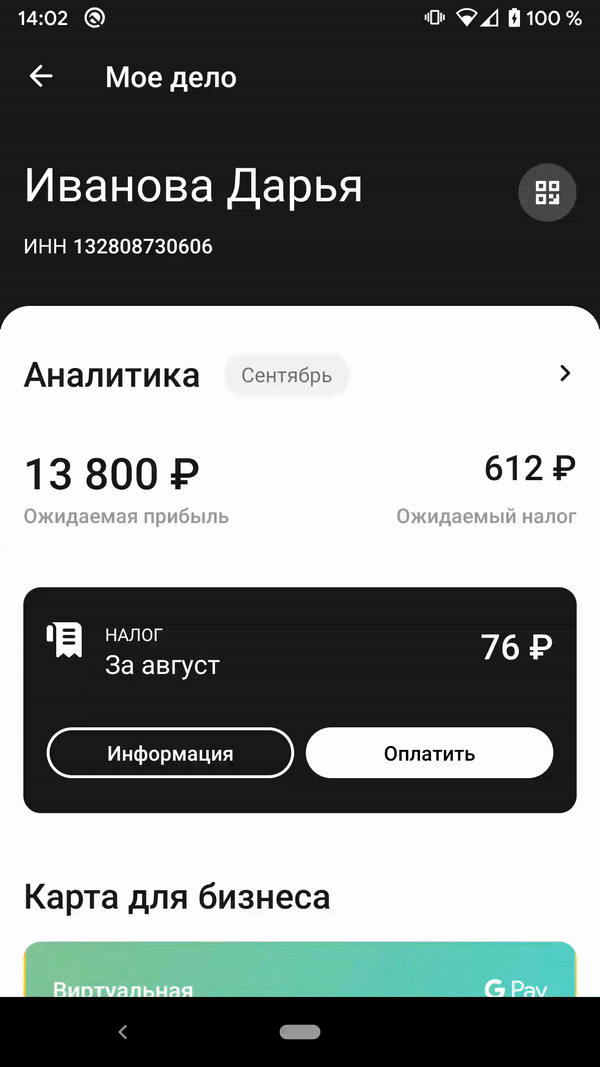 14:02 100 %
Мое дело
Иванова Дарья
ИНН 132808730606
Аналитика Сентябрь
13 800 ₽ 612 ₽
Ожидаемая прибыль Ожидаемый налог
НАЛОГ
За август 76 ₽
Информация Оплатить
Карта для бизнеса
Виртуальная G Pay